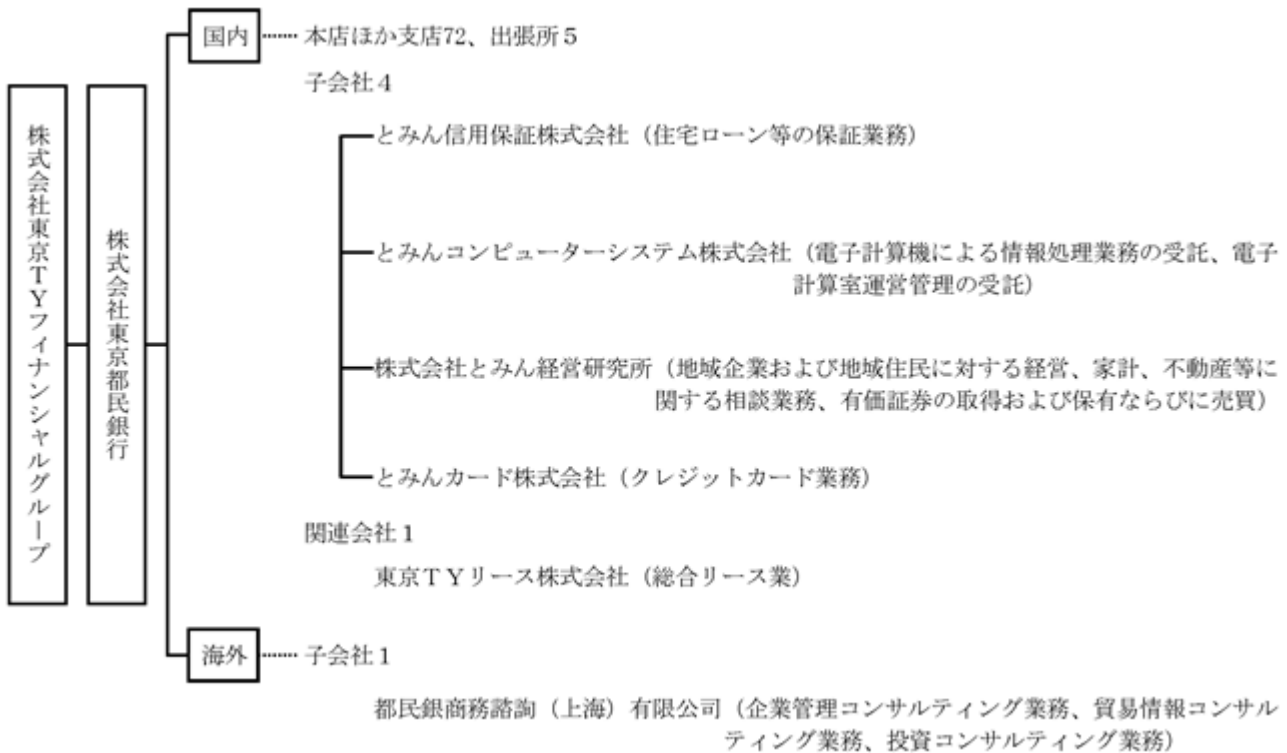 株式会社東京TYフィナンシャルグループ
株式会社東京都民銀行
国内 ……… 本店ほか支店72、出張所5
子会社4
とみん信用保証株式会社（住宅ローン等の保証業務）
とみんコンピューターシステム株式会社（電子計算機による情報処理業務の受託、電子
計算室運営管理の受託）
株式会社とみん経営研究所（地域企業および地域住民に対する経営、家計、不動産等に
関する相談業務、有価証券の取得および保有ならびに売買）
とみんカード株式会社（クレジットカード業務）
関連会社1
東京TYリース株式会社（総合リース業）
海外 ……… 子会社1
都民銀商務諮詢（上海）有限公司（企業管理コンサルティング業務、貿易情報コンサル
ティング業務、投資コンサルティング業務）